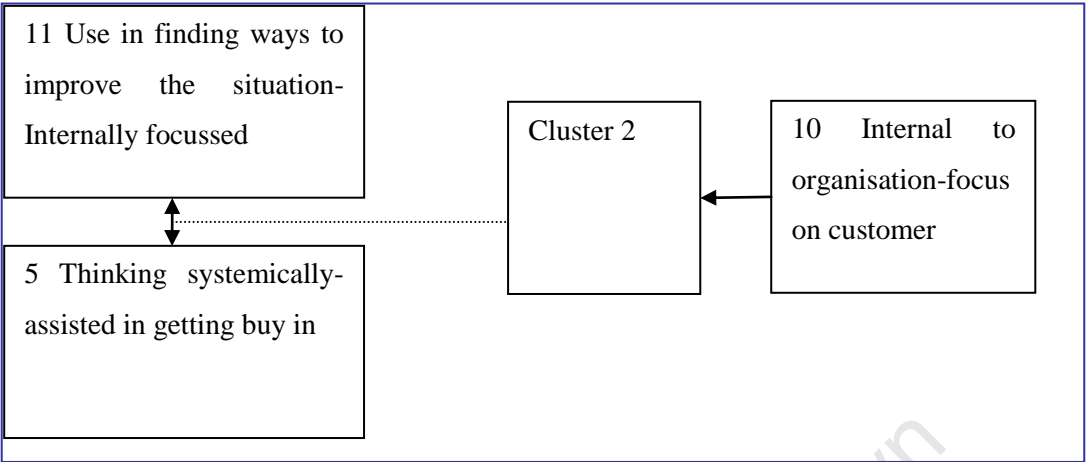 11 Use in finding ways to
improve the situation-
Internally focussed
Cluster 2
10 Internal to
organisation-focus
on customer
5 Thinking systemically-
assisted in getting buy in